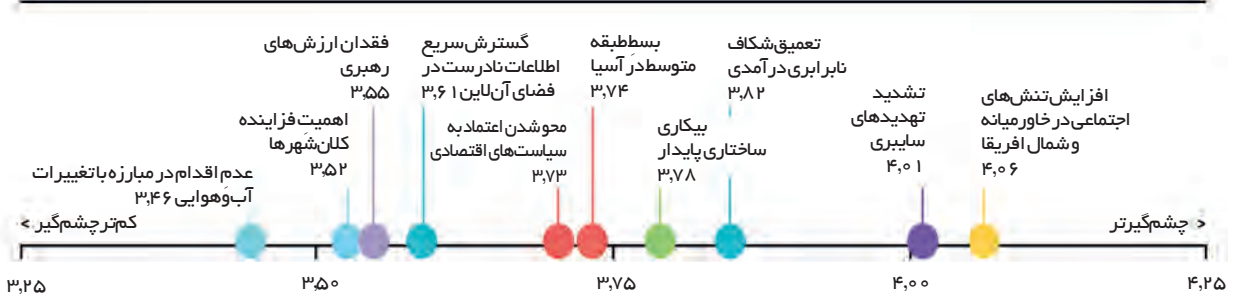 افزایش تنش‌های
اجتماعی در خاورمیانه
و شمال افریقا
۴,۰۶
تشدید
تهدیدهای
سایبری
۴,۰۱
تعمیق شکاف
نابرابری درآمدی
۳,۸۲
بیکاری
ساختاری پایدار
۳,۷۸
بسط طبقه
متوسط در آسیا
۳,۷۴
محو شدن اعتماد به
سیاست‌های اقتصادی
۳,۷۳
گسترش سریع
اطلاعات نادرست در
فضای آن‌لاین ۳,۶۱
فقدان ارزش‌های
رهبری
۳,۵۵
اهمیت فزاینده
کلان‌شهرها
۳,۵۲
عدم اقدام در مبارزه با تغییرات
آب‌وهوایی ۳,۴۶
< چشم‌گیرتر
کم‌تر چشم‌گیر >
۴,۲۵
۴,۰۰
۳,۷۵
۳,۵۰
۳,۲۵